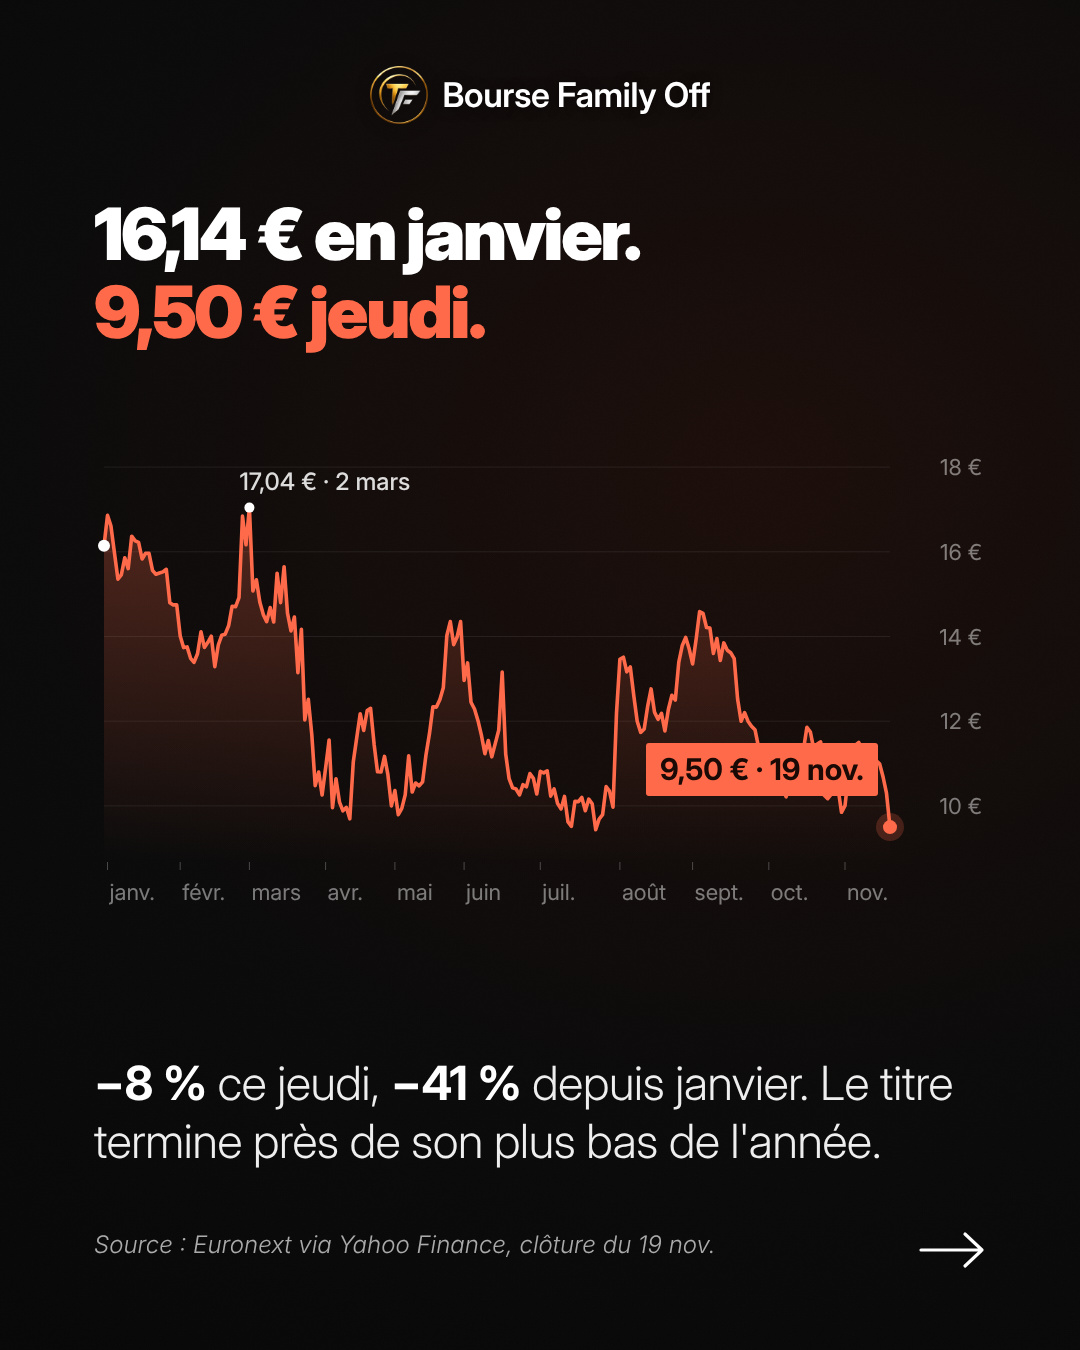 TF Bourse Family Off
16,14 € en janvier.
9,50 € jeudi.
17,04 € · 2 mars
18 €
16 €
14 €
12 €
10 €
9,50 € · 19 nov.
janv. févr. mars avr. mai juin juil. août sept. oct. nov.
−8 % ce jeudi, −41 % depuis janvier. Le titre
termine près de son plus bas de l'année.
Source : Euronext via Yahoo Finance, clôture du 19 nov.